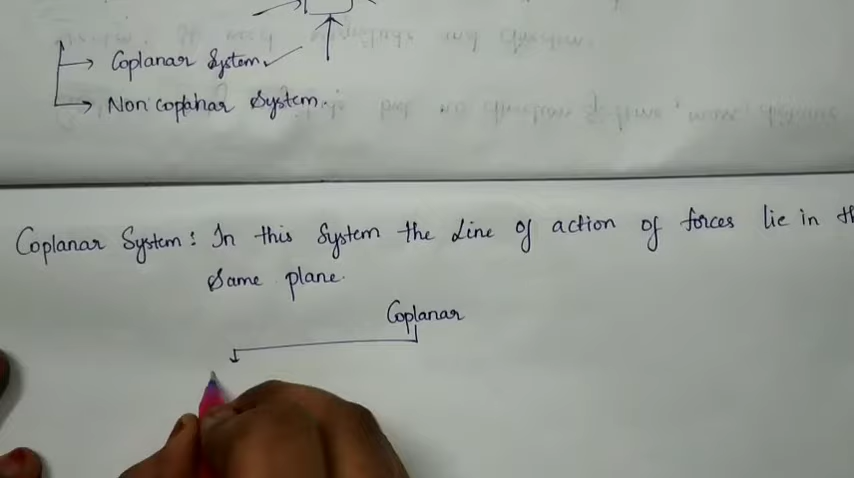 Coplanar System
Non coplanar System.
Coplanar System: In this System the Line of action of forces lie in th
Same plane.
Coplanar